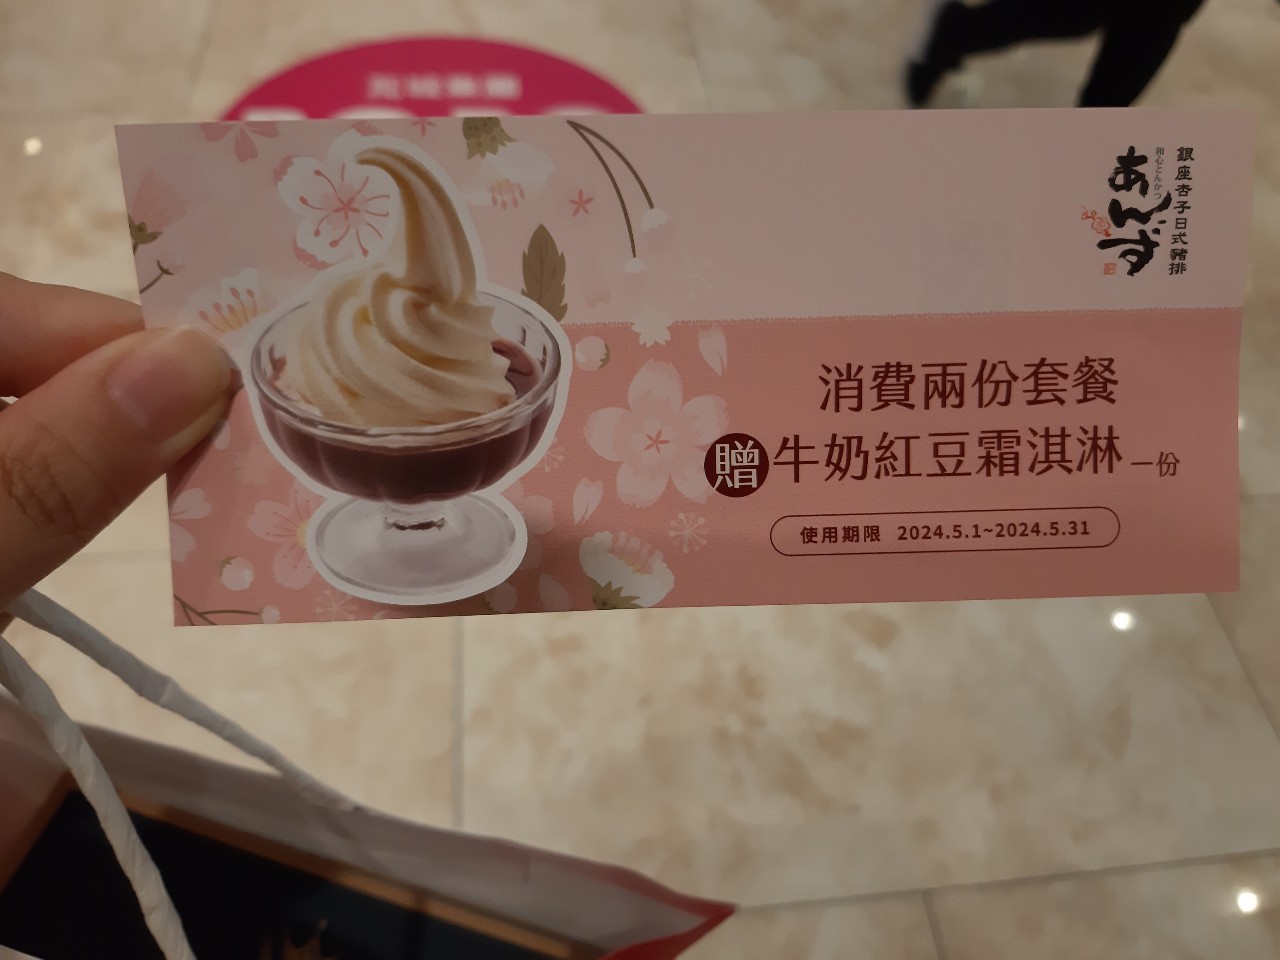 銀座杏子日式豬排
和心とんかつ
あんず
消費兩份套餐
贈牛奶紅豆霜淇淋一份
使用期限 2024.5.1~2024.5.31